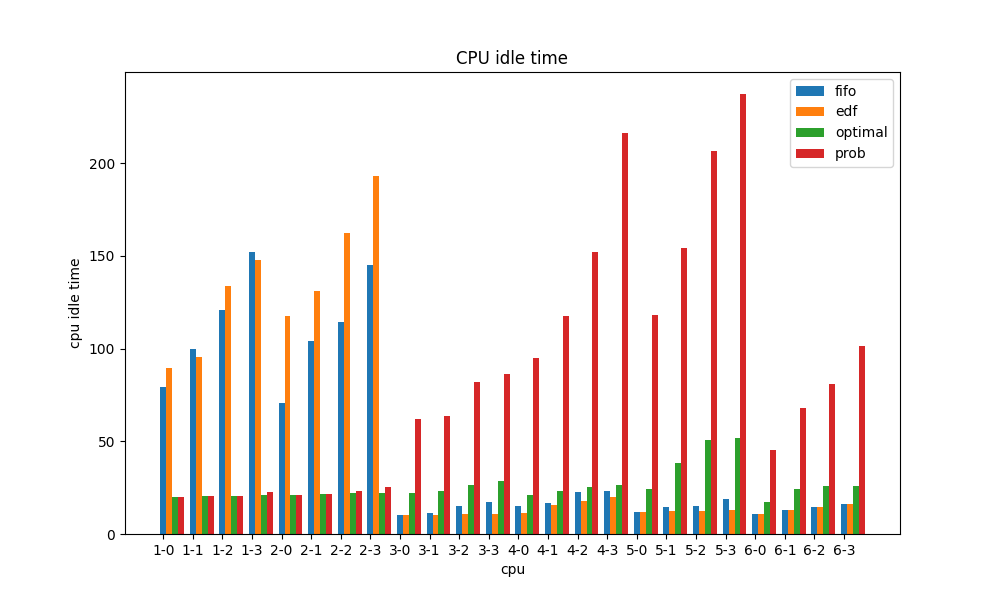 CPU idle time
fifo
edf
optimal
prob
cpu idle time
200
150
100
50
0
1-0 1-1 1-2 1-3 2-0 2-1 2-2 2-3 3-0 3-1 3-2 3-3 4-0 4-1 4-2 4-3 5-0 5-1 5-2 5-3 6-0 6-1 6-2 6-3
cpu